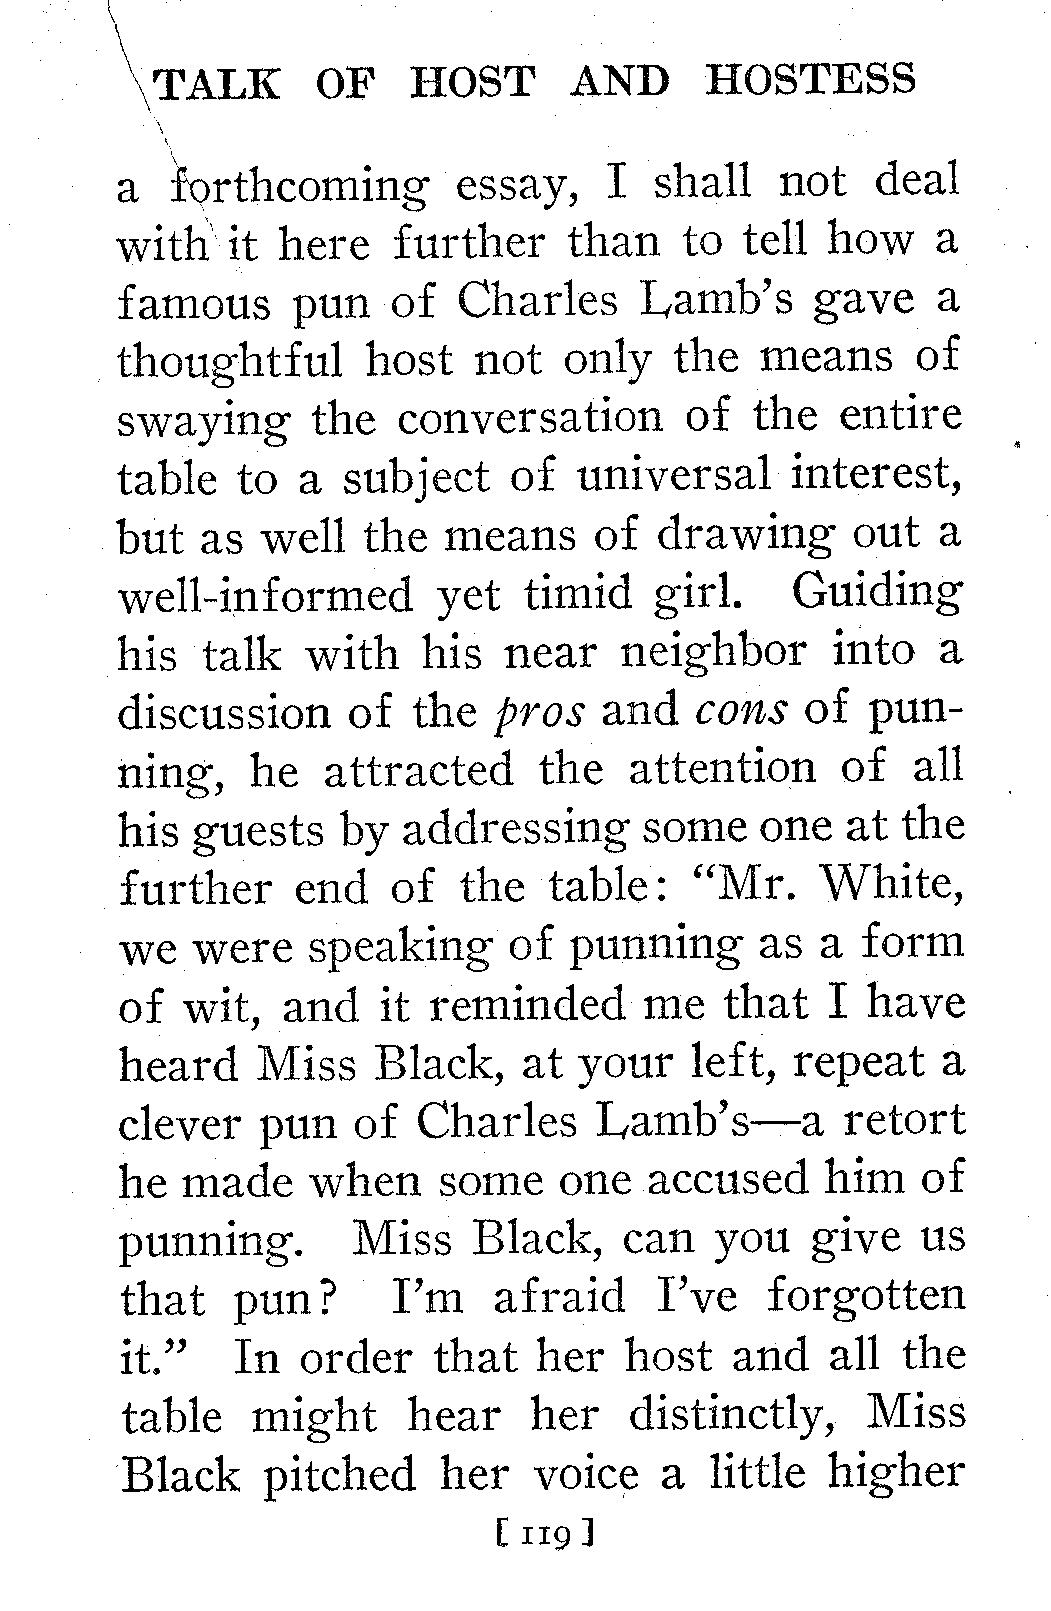 TALK OF HOST AND HOSTESS
a forthcoming essay, I shall not deal
with it here further than to tell how a
famous pun of Charles Lamb's gave a
thoughtful host not only the means of
swaying the conversation of the entire
table to a subject of universal interest,
but as well the means of drawing out a
well-informed yet timid girl. Guiding
his talk with his near neighbor into a
discussion of the pros and cons of pun-
ning, he attracted the attention of all
his guests by addressing some one at the
further end of the table: “Mr. White,
we were speaking of punning as a form
of wit, and it reminded me that I have
heard Miss Black, at your left, repeat a
clever pun of Charles Lamb's—a retort
he made when some one accused him of
punning. Miss Black, can you give us
that pun? I'm afraid I've forgotten
it.” In order that her host and all the
table might hear her distinctly, Miss
Black pitched her voice a little higher
[ 119 ]